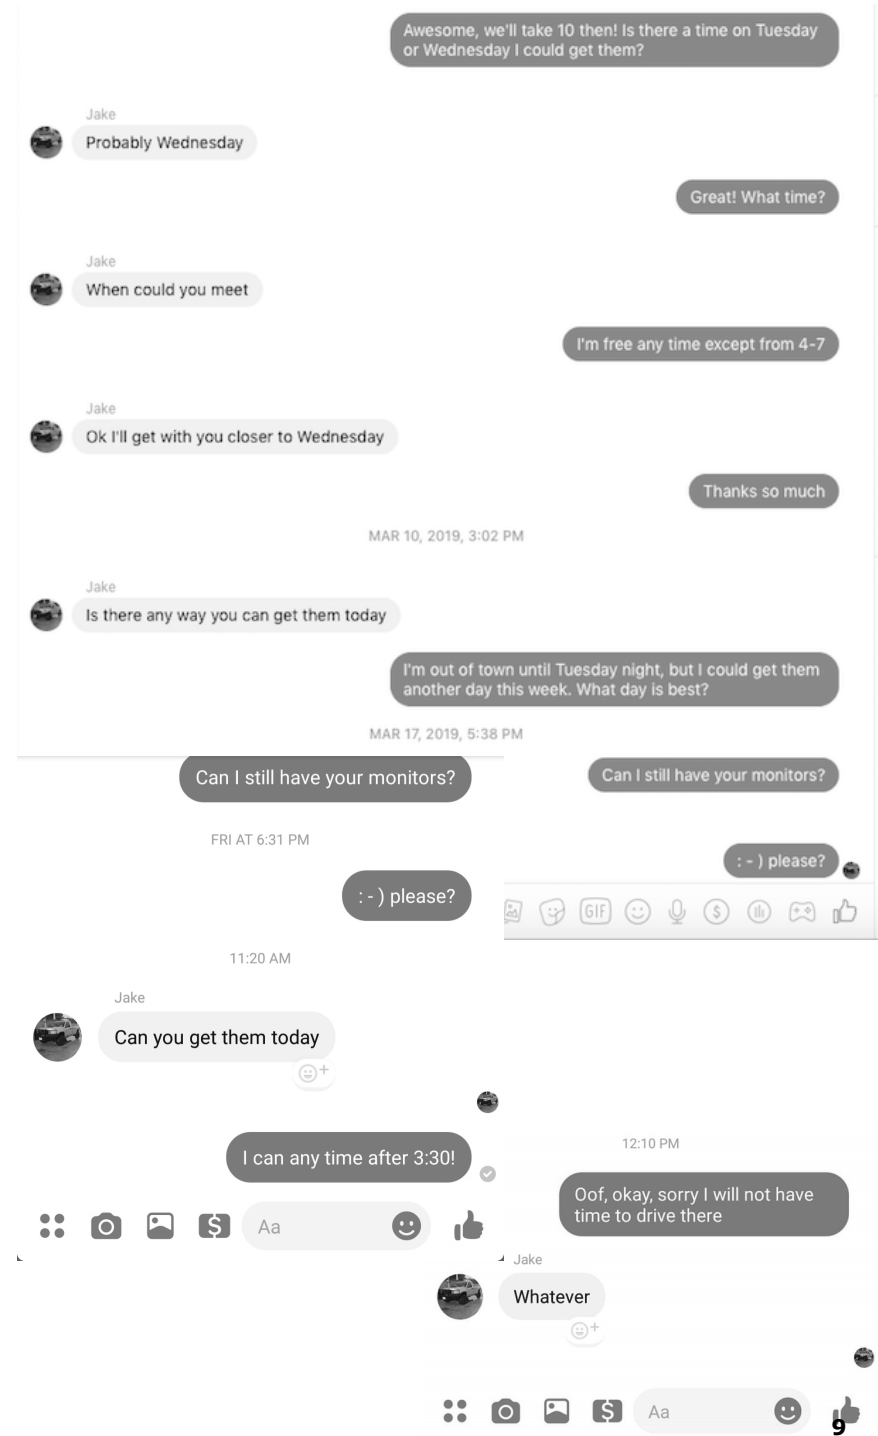 Awesome, we'll take 10 then! Is there a time on Tuesday
or Wednesday I could get them?
Jake
Probably Wednesday
Great! What time?
Jake
When could you meet
I'm free any time except from 4-7
Jake
Ok I'll get with you closer to Wednesday
Thanks so much
MAR 10, 2019, 3:02 PM
Jake
Is there any way you can get them today
I'm out of town until Tuesday night, but I could get them
another day this week. What day is best?
MAR 17, 2019, 5:38 PM
Can I still have your monitors?
: - ) please?
GIF
Can I still have your monitors?
FRI AT 6:31 PM
: - ) please?
11:20 AM
Jake
Can you get them today
I can any time after 3:30!
Aa
12:10 PM
Oof, okay, sorry I will not have
time to drive there
Jake
Whatever
Aa
9